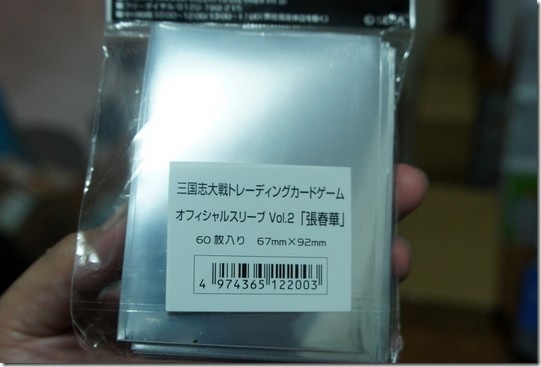 三国志大戦トレーディングカードゲーム
オフィシャルスリーブ Vol.2「張春華」
60枚入り 67mm×92mm
4 974365 122003